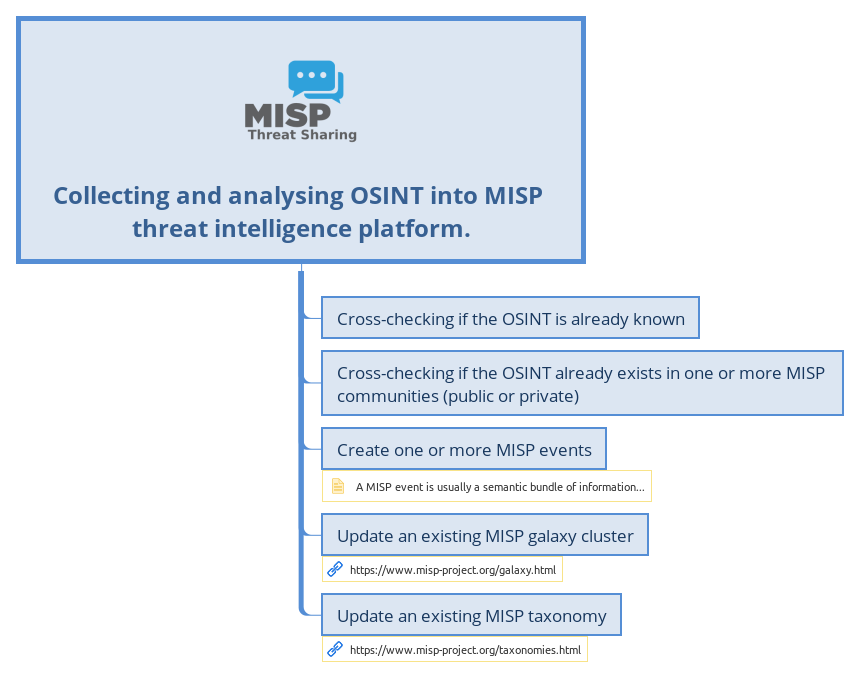 MISP
Threat Sharing
Collecting and analysing OSINT into MISP
threat intelligence platform.
Cross-checking if the OSINT is already known
Cross-checking if the OSINT already exists in one or more MISP
communities (public or private)
Create one or more MISP events
A MISP event is usually a semantic bundle of information...
Update an existing MISP galaxy cluster
https://www.misp-project.org/galaxy.html
Update an existing MISP taxonomy
https://www.misp-project.org/taxonomies.html